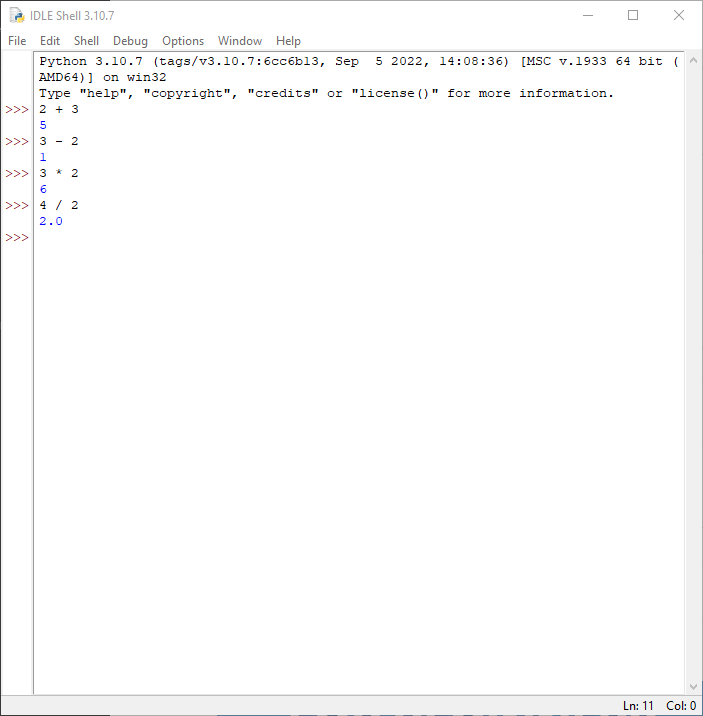 IDLE Shell 3.10.7
File Edit Shell Debug Options Window Help
Python 3.10.7 (tags/v3.10.7:6cc6b13, Sep  5 2022, 14:08:36) [MSC v.1933 64 bit (
AMD64)] on win32
Type "help", "copyright", "credits" or "license()" for more information.
>>> 2 + 3
5
>>> 3 - 2
1
>>> 3 * 2
6
>>> 4 / 2
2.0
>>>
Ln: 11 Col: 0